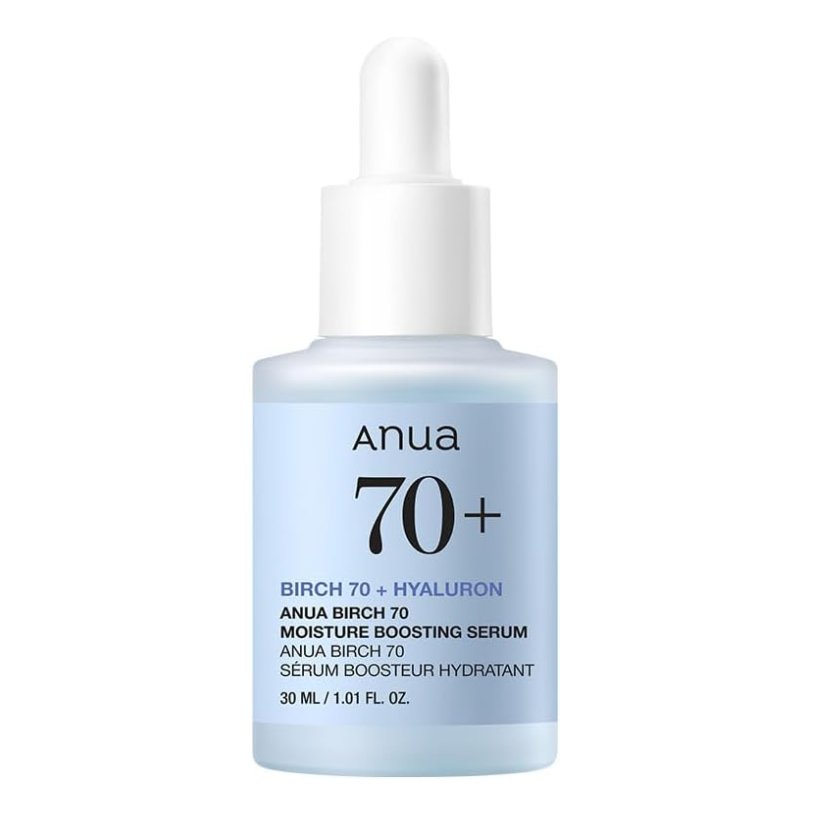 Anua
70+
BIRCH 70 + HYALURON
ANUA BIRCH 70
MOISTURE BOOSTING SERUM
ANUA BIRCH 70
SÉRUM BOOSTEUR HYDRATANT
30 ML / 1.01 FL. OZ.